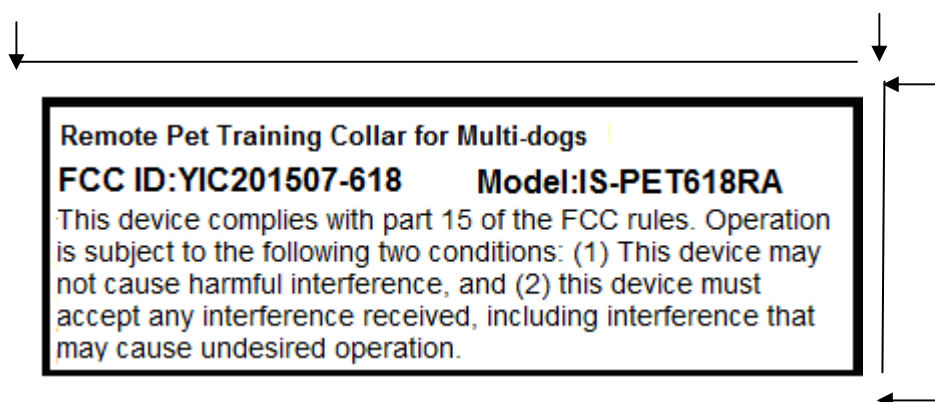 Remote Pet Training Collar for Multi-dogs
FCC ID:YIC201507-618 Model:IS-PET618RA
This device complies with part 15 of the FCC rules. Operation
is subject to the following two conditions: (1) This device may
not cause harmful interference, and (2) this device must
accept any interference received, including interference that
may cause undesired operation.